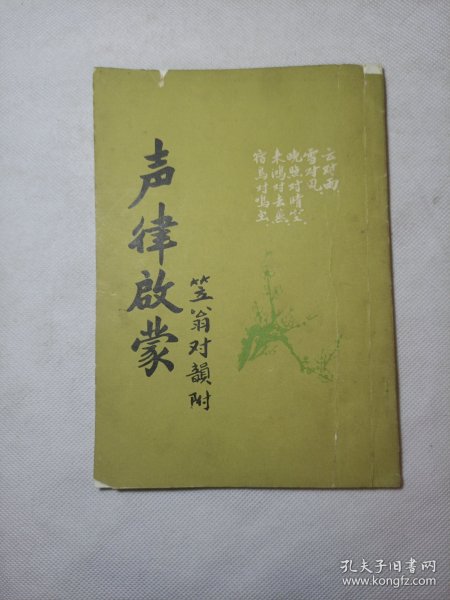 云对雨
雪对风
晚照对晴空
来鸿对去燕
宿鸟对鸣虫
声律啟蒙
笠翁对韻附
孔夫子旧书网
www.kongfz.com